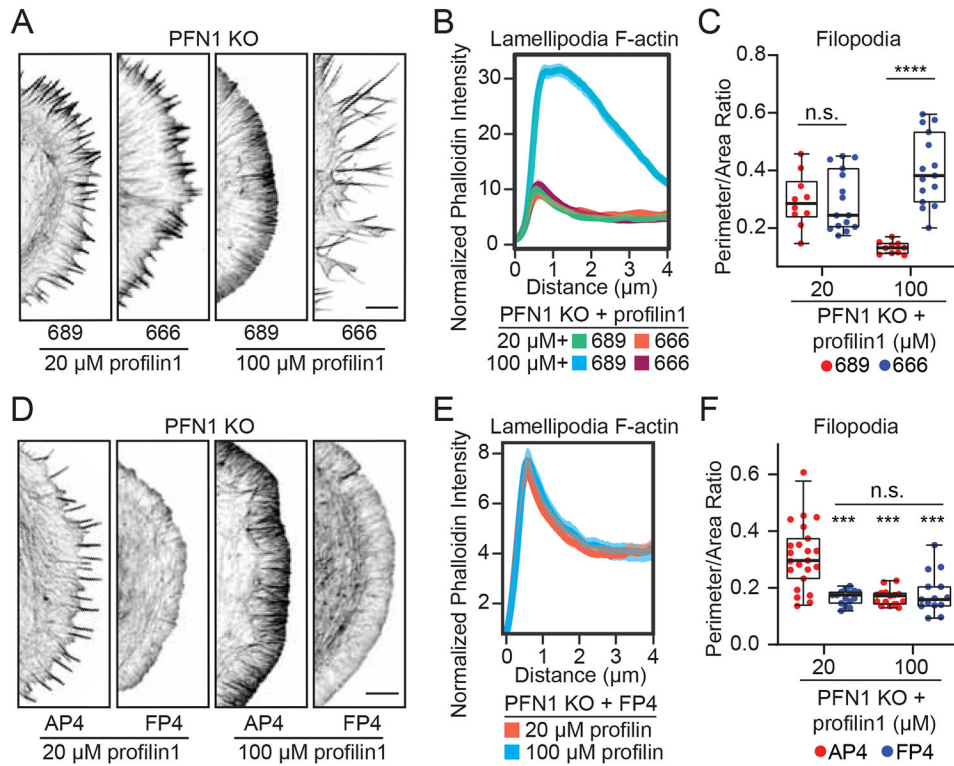 A
PFN1 KO
689
666
689
666
20 µM profilin1
100 µM profilin1
B
Lamellipodia F-actin
Normalized Phalloidin Intensity
30
20
10
0
0
1
2
3
4
Distance (µm)
PFN1 KO + profilin1
20 µM+ 689 666
100 µM+ 689 666
C
Filopodia
Perimeter/Area Ratio
0.8
0.6
0.4
0.2
n.s.
****
20
100
PFN1 KO +
profilin1 (µM)
689 666
D
PFN1 KO
AP4
FP4
AP4
FP4
20 µM profilin1
100 µM profilin1
E
Lamellipodia F-actin
Normalized Phalloidin Intensity
8
6
4
2
0
1
2
3
4
Distance (µm)
PFN1 KO + FP4
20 µM profilin
100 µM profilin
F
Filopodia
Perimeter/Area Ratio
0.6
0.4
0.2
0.0
n.s.
*** *** ***
20
100
PFN1 KO +
profilin1 (µM)
AP4 FP4